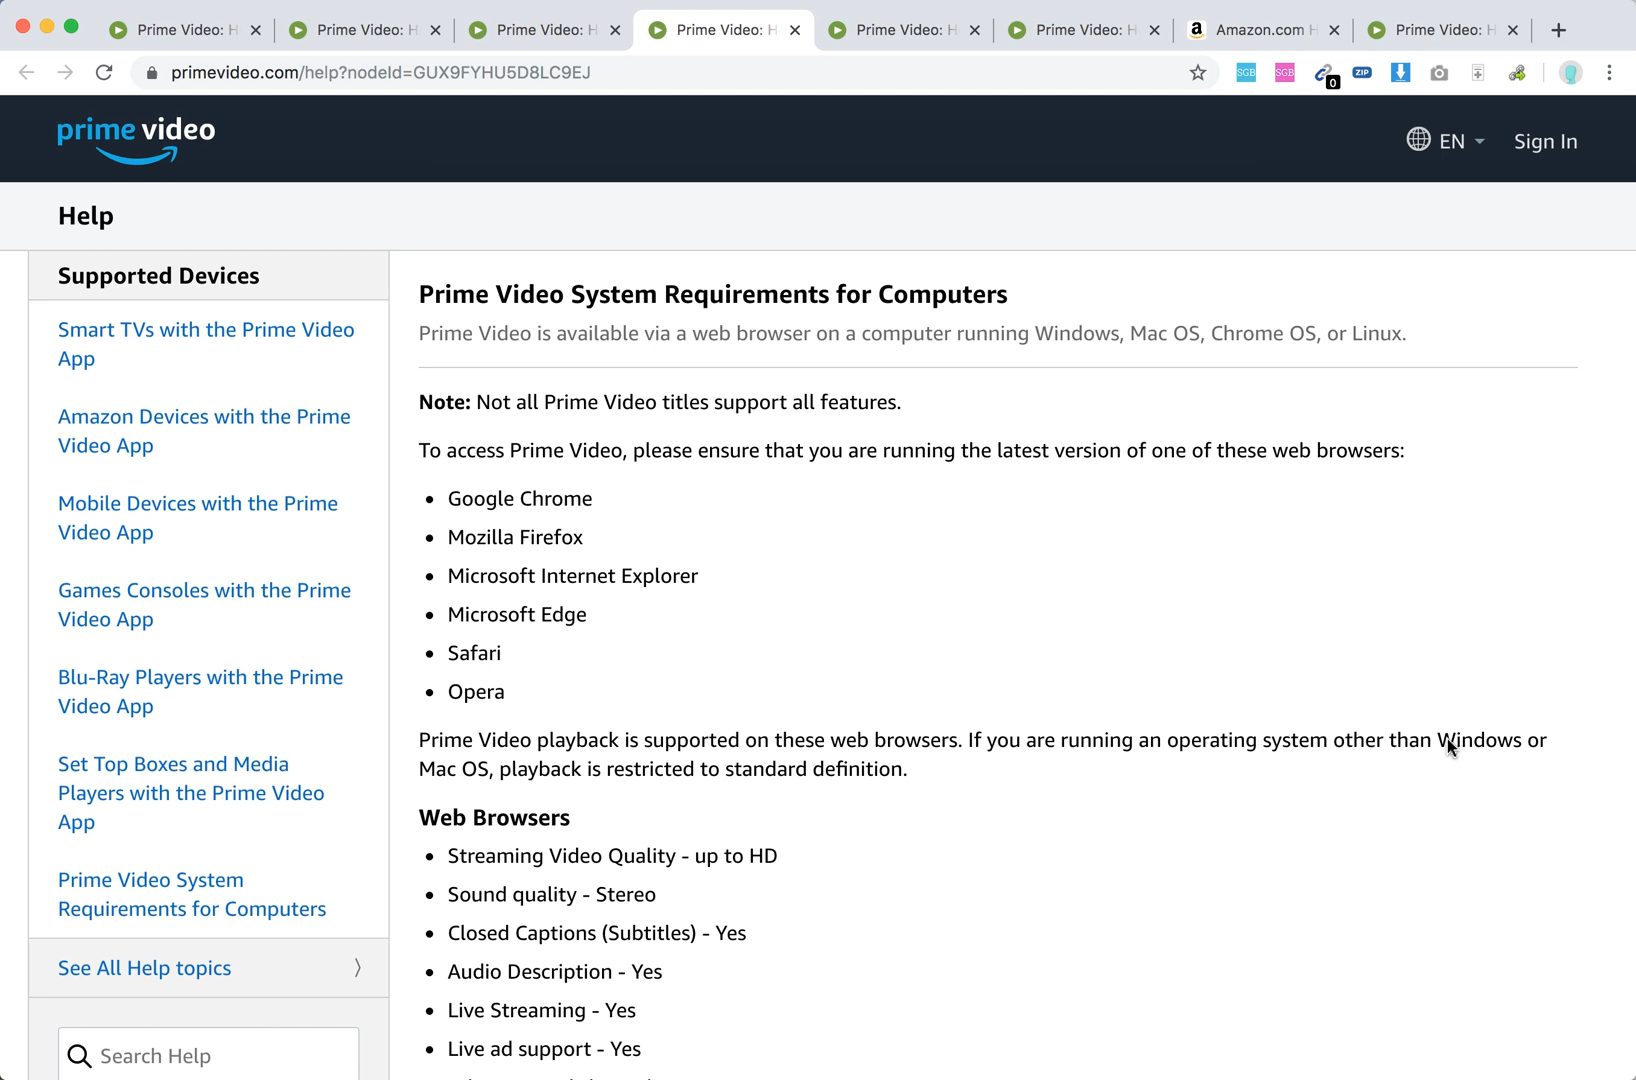 Prime Video: H
Prime Video: H
Prime Video: H
Prime Video: H
Prime Video: H
Prime Video: H
Amazon.com H
Prime Video: H
primevideo.com/help?nodeId=GUX9FYHU5D8LC9EJ
SGB
SGB
0
ZIP
prime video
EN
Sign In
Help
Supported Devices
Smart TVs with the Prime Video
App
Amazon Devices with the Prime
Video App
Mobile Devices with the Prime
Video App
Games Consoles with the Prime
Video App
Blu-Ray Players with the Prime
Video App
Set Top Boxes and Media
Players with the Prime Video
App
Prime Video System
Requirements for Computers
See All Help topics
Search Help
Prime Video System Requirements for Computers
Prime Video is available via a web browser on a computer running Windows, Mac OS, Chrome OS, or Linux.
Note: Not all Prime Video titles support all features.
To access Prime Video, please ensure that you are running the latest version of one of these web browsers:
• Google Chrome
• Mozilla Firefox
• Microsoft Internet Explorer
• Microsoft Edge
• Safari
• Opera
Prime Video playback is supported on these web browsers. If you are running an operating system other than Windows or
Mac OS, playback is restricted to standard definition.
Web Browsers
• Streaming Video Quality - up to HD
• Sound quality - Stereo
• Closed Captions (Subtitles) - Yes
• Audio Description - Yes
• Live Streaming - Yes
• Live ad support - Yes